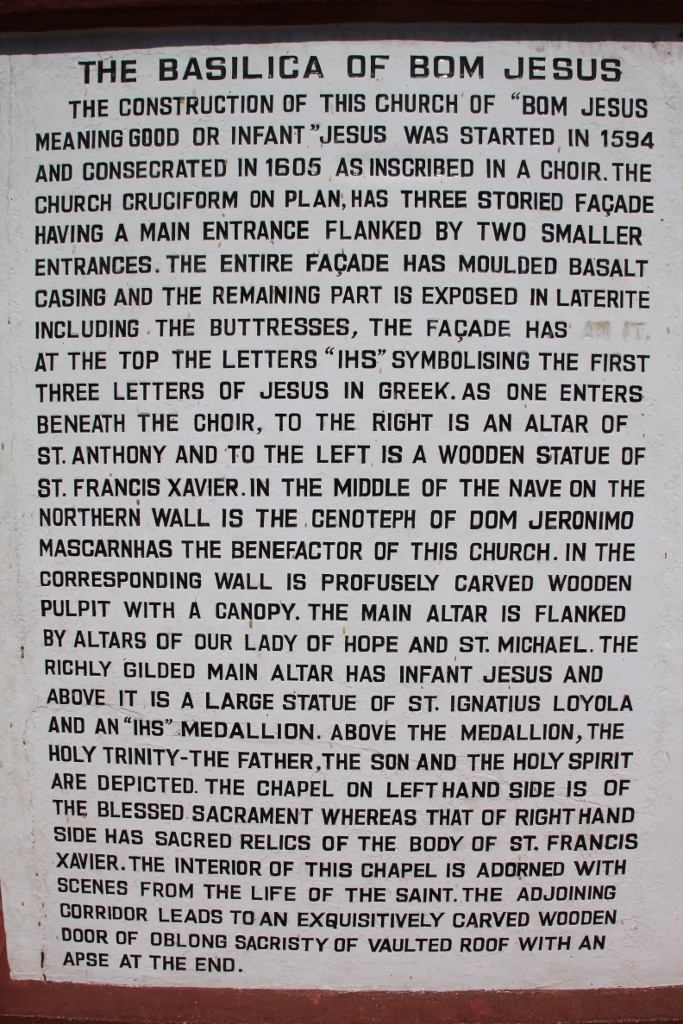 THE BASILICA OF BOM JESUS
THE CONSTRUCTION OF THIS CHURCH OF "BOM JESUS
MEANING GOOD OR INFANT" JESUS WAS STARTED IN 1594
AND CONSECRATED IN 1605 AS INSCRIBED IN A CHOIR. THE
CHURCH CRUCIFORM ON PLAN, HAS THREE STORIED FAÇADE
HAVING A MAIN ENTRANCE FLANKED BY TWO SMALLER
ENTRANCES. THE ENTIRE FAÇADE HAS MOULDED BASALT
CASING AND THE REMAINING PART IS EXPOSED IN LATERITE
INCLUDING THE BUTTRESSES, THE FAÇADE HAS
AT THE TOP THE LETTERS "IHS" SYMBOLISING THE FIRST
THREE LETTERS OF JESUS IN GREEK. AS ONE ENTERS
BENEATH THE CHOIR, TO THE RIGHT IS AN ALTAR OF
ST. ANTHONY AND TO THE LEFT IS A WOODEN STATUE OF
ST. FRANCIS XAVIER. IN THE MIDDLE OF THE NAVE ON THE
NORTHERN WALL IS THE CENOTEPH OF DOM JERONIMO
MASCARNHAS THE BENEFACTOR OF THIS CHURCH. IN THE
CORRESPONDING WALL IS PROFUSELY CARVED WOODEN
PULPIT WITH A CANOPY. THE MAIN ALTAR IS FLANKED
BY ALTARS OF OUR LADY OF HOPE AND ST. MICHAEL. THE
RICHLY GILDED MAIN ALTAR HAS INFANT JESUS AND
ABOVE IT IS A LARGE STATUE OF ST. IGNATIUS LOYOLA
AND AN "IHS" MEDALLION. ABOVE THE MEDALLION, THE
HOLY TRINITY-THE FATHER, THE SON AND THE HOLY SPIRIT
ARE DEPICTED. THE CHAPEL ON LEFT HAND SIDE IS OF
THE BLESSED SACRAMENT WHEREAS THAT OF RIGHT HAND
SIDE HAS SACRED RELICS OF THE BODY OF ST. FRANCIS
XAVIER. THE INTERIOR OF THIS CHAPEL IS ADORNED WITH
SCENES FROM THE LIFE OF THE SAINT. THE ADJOINING
CORRIDOR LEADS TO AN EXQUISITIVELY CARVED WOODEN
DOOR OF OBLONG SACRISTY OF VAULTED ROOF WITH AN
APSE AT THE END.